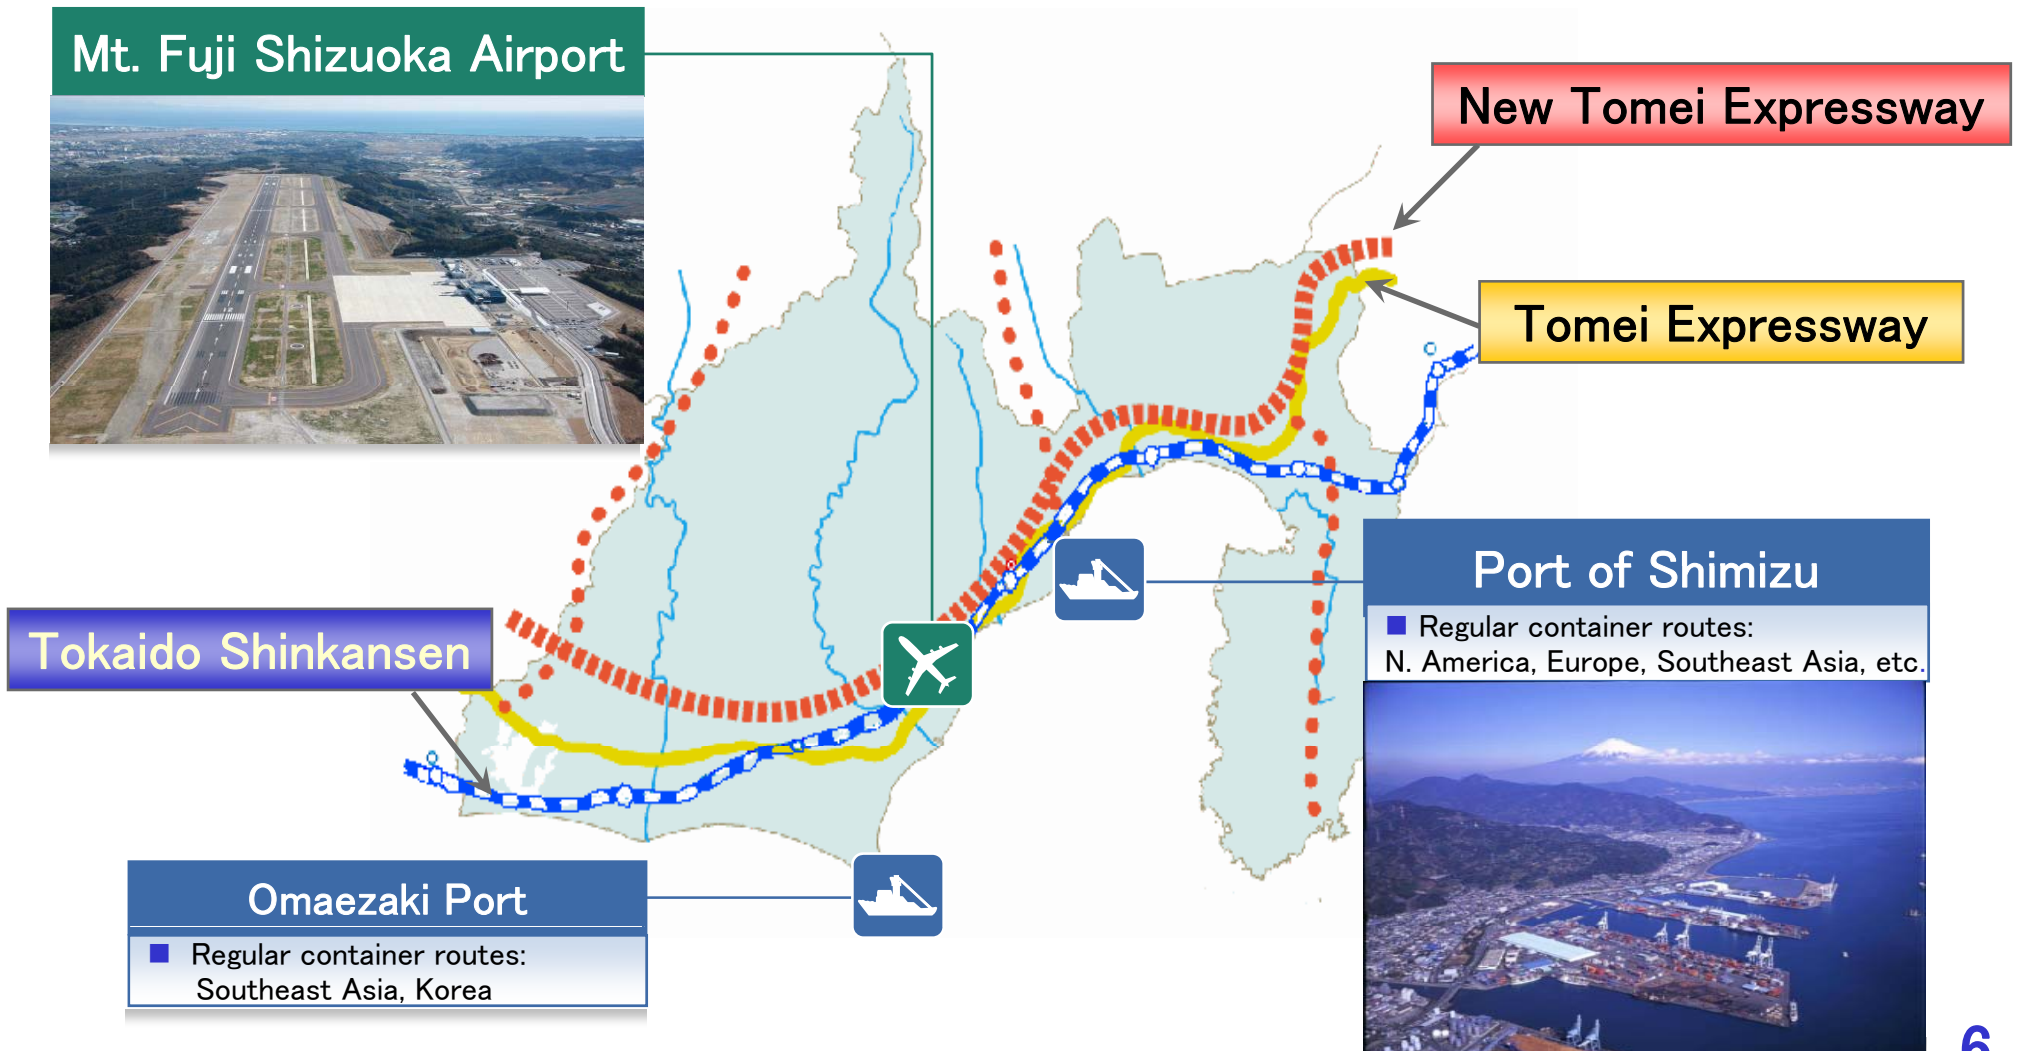 Mt. Fuji Shizuoka Airport
New Tomei Expressway
Tomei Expressway
Port of Shimizu
■ Regular container routes:
N. America, Europe, Southeast Asia, etc.
Tokaido Shinkansen
Omaezaki Port
■ Regular container routes:
Southeast Asia, Korea
6